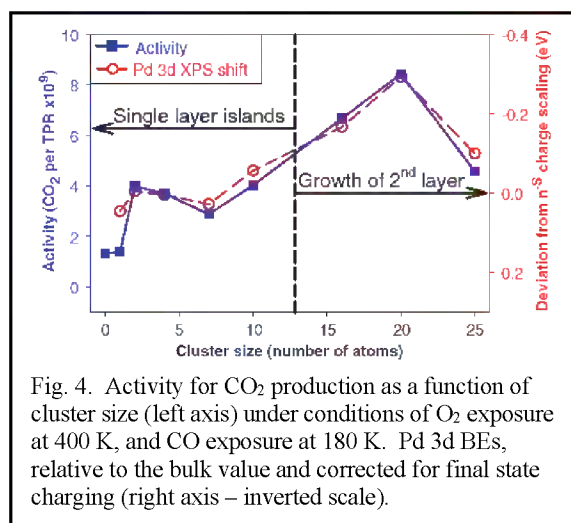 10
8
6
4
2
0
Activity (CO₂ per TPR x10⁹)
Activity
Pd 3d XPS shift
Single layer islands
Growth of 2ⁿᵈ layer
-0.4
-0.2
0.0
0.2
Deviation from n⁻ˢ charge scaling (eV)
0 5 10 15 20 25
Cluster size (number of atoms)
Fig. 4. Activity for CO₂ production as a function of
cluster size (left axis) under conditions of O₂ exposure
at 400 K, and CO exposure at 180 K. Pd 3d BEs,
relative to the bulk value and corrected for final state
charging (right axis – inverted scale).